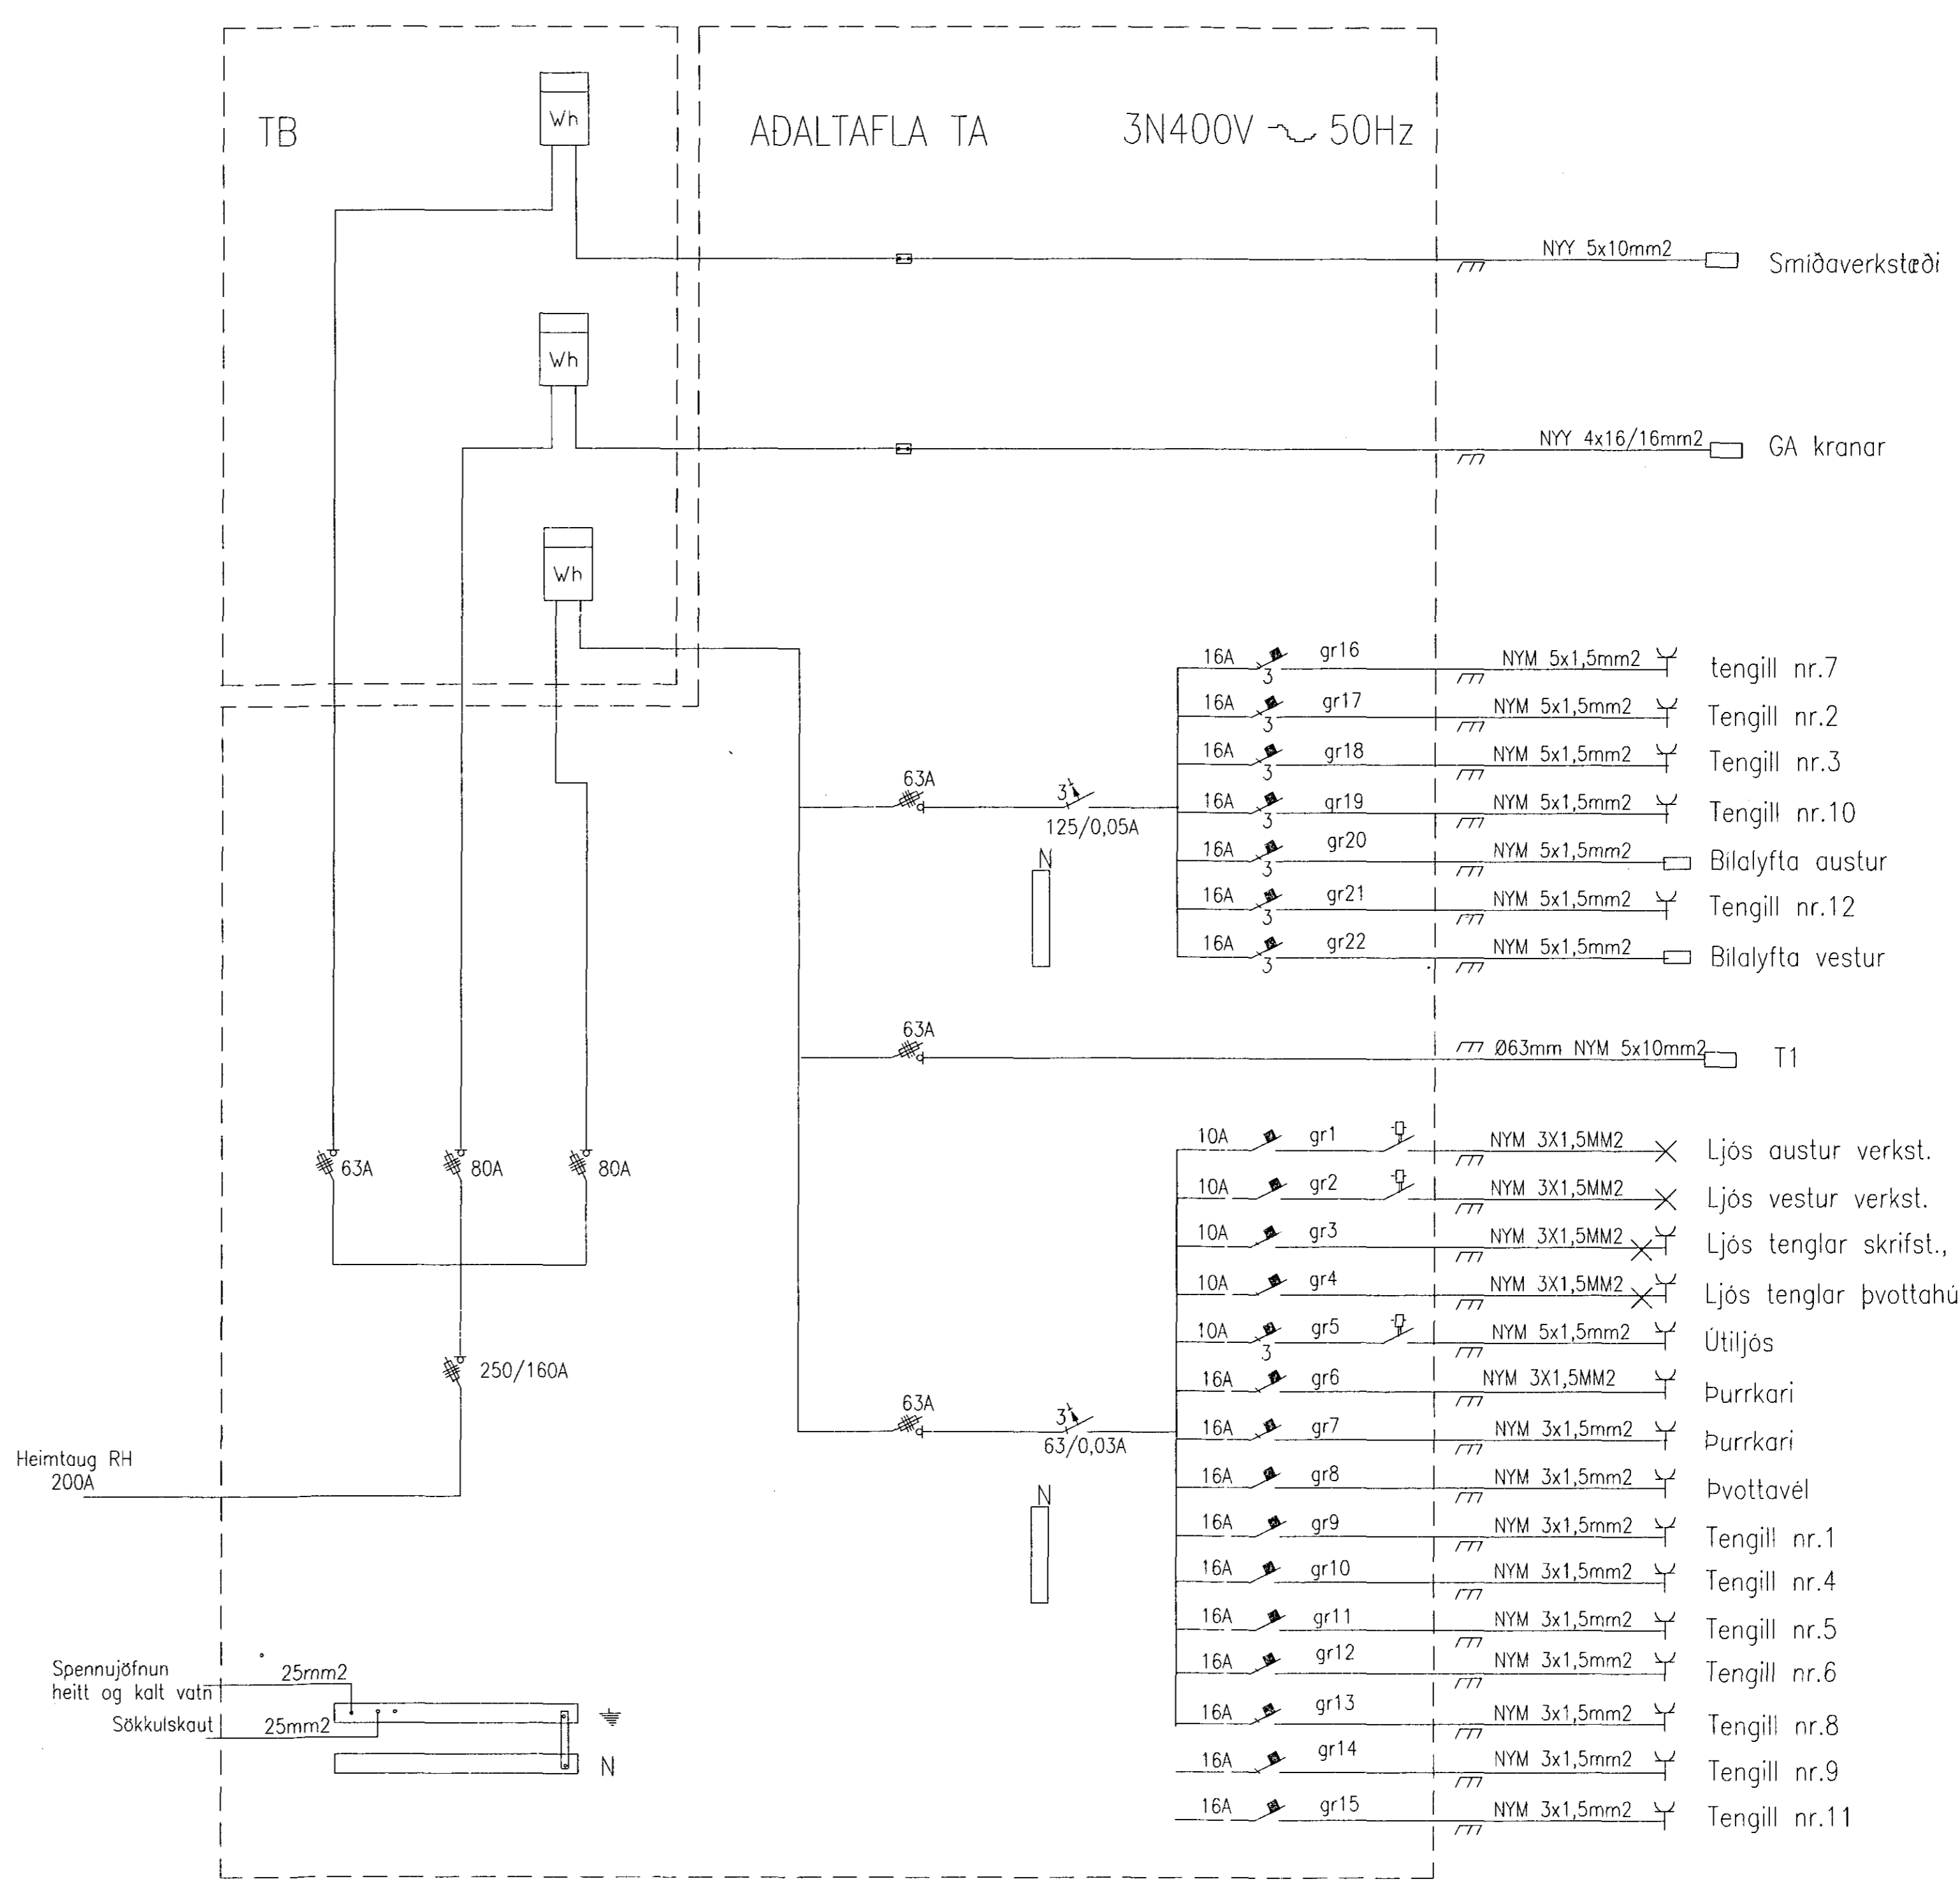 TB
Wh
AÐALTAFLA TA
3N400V 50Hz
NYY 5x10mm2
Smíðaverkstæði
Wh
NYY 4x16/16mm2
GA kranar
Wh
16A
3
gr16
NYM 5x1,5mm2
tengill nr.7
16A
3
gr17
NYM 5x1,5mm2
Tengill nr.2
16A
3
gr18
NYM 5x1,5mm2
Tengill nr.3
63A
3
125/0,05A
16A
3
gr19
NYM 5x1,5mm2
Tengill nr.10
N
16A
3
gr20
NYM 5x1,5mm2
Bílalyfta austur
16A
3
gr21
NYM 5x1,5mm2
Tengill nr.12
16A
3
gr22
NYM 5x1,5mm2
Bílalyfta vestur
63A
Ø63mm NYM 5x10mm2
T1
63A
80A
80A
10A
gr1
NYM 3X1,5MM2
Ljós austur verkst.
10A
gr2
NYM 3X1,5MM2
Ljós vestur verkst.
10A
gr3
NYM 3X1,5MM2
Ljós tenglar skrifst.,
10A
gr4
NYM 3X1,5MM2
Ljós tenglar þvottahú
10A
3
gr5
NYM 5x1,5mm2
Útiljós
250/160A
16A
gr6
NYM 3X1,5MM2
Þurrkari
63A
3
63/0,03A
16A
gr7
NYM 3x1,5mm2
Þurrkari
Heimtaug RH
200A
16A
gr8
NYM 3x1,5mm2
Þvottavél
N
16A
gr9
NYM 3x1,5mm2
Tengill nr.1
16A
gr10
NYM 3x1,5mm2
Tengill nr.4
16A
gr11
NYM 3x1,5mm2
Tengill nr.5
16A
gr12
NYM 3x1,5mm2
Tengill nr.6
Spennujöfnun
heitt og kalt vatn
25mm2
Sökkulskaut
25mm2
N
16A
gr13
NYM 3x1,5mm2
Tengill nr.8
16A
gr14
NYM 3x1,5mm2
Tengill nr.9
16A
gr15
NYM 3x1,5mm2
Tengill nr.11